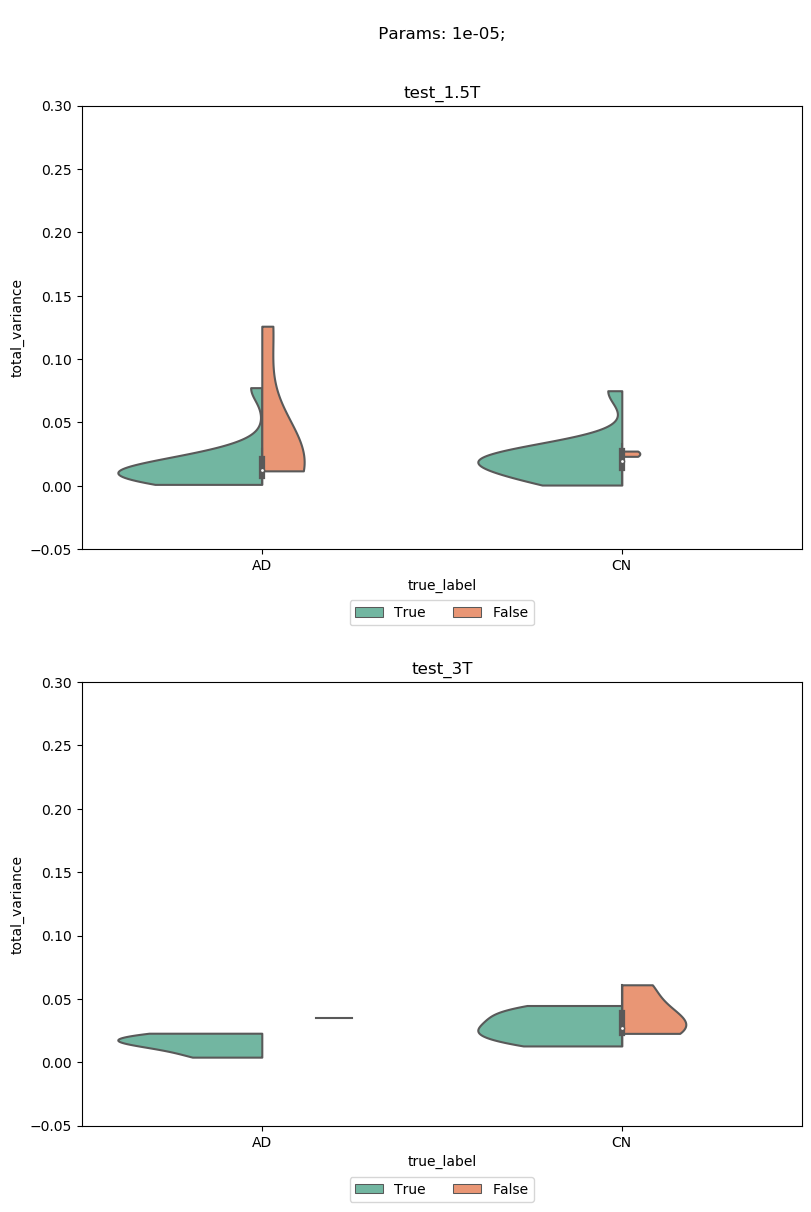 Params: 1e-05;
test_1.5T
0.30
0.25
0.20
0.15
0.10
0.05
0.00
−0.05
total_variance
AD CN
true_label
True False
test_3T
0.30
0.25
0.20
0.15
0.10
0.05
0.00
−0.05
total_variance
AD CN
true_label
True False